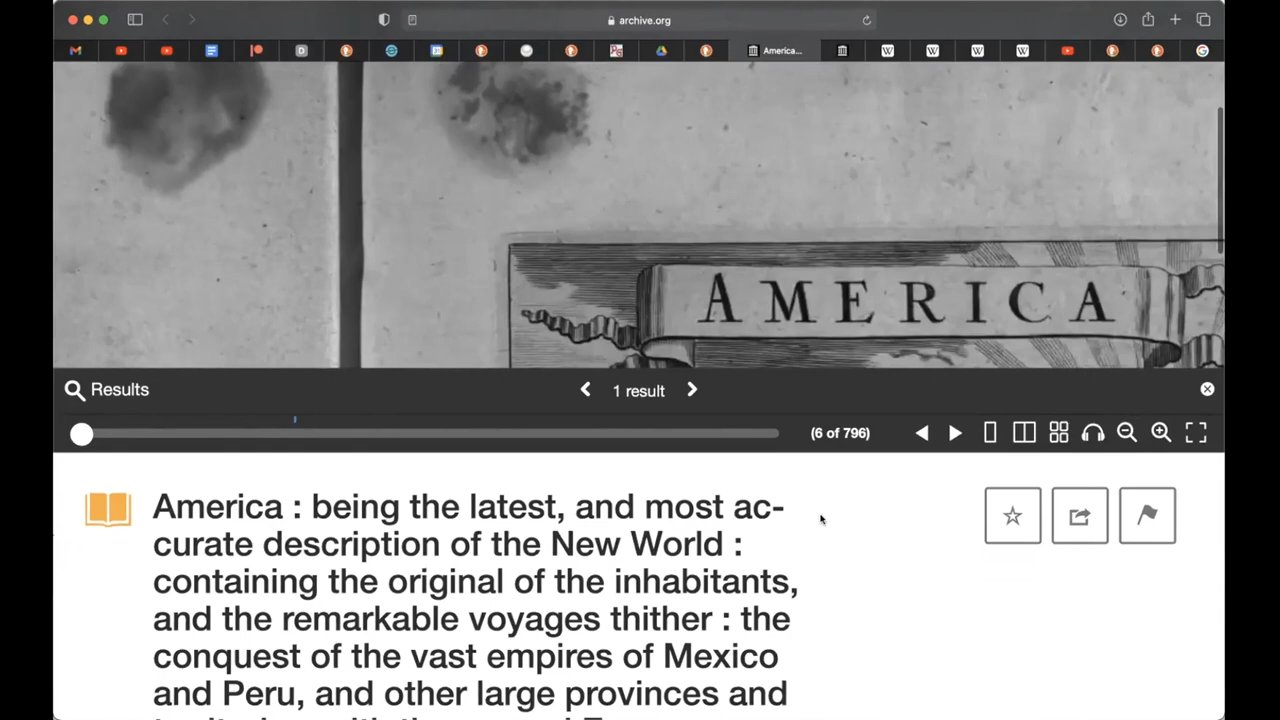 archive.org
America...
AMERICA
Results
1 result
(6 of 796)
America : being the latest, and most ac-
curate description of the New World :
containing the original of the inhabitants,
and the remarkable voyages thither : the
conquest of the vast empires of Mexico
and Peru, and other large provinces and